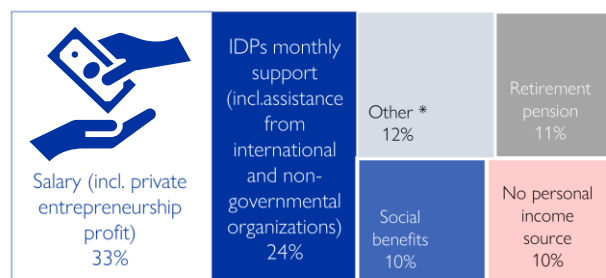 Salary (incl. private
entrepreneurship
profit)
33%
IDPs monthly
support
(incl.assistance
from
international
and non-
governmental
organizations)
24%
Other *
12%
Retirement
pension
11%
Social
benefits
10%
No personal
income
source
10%